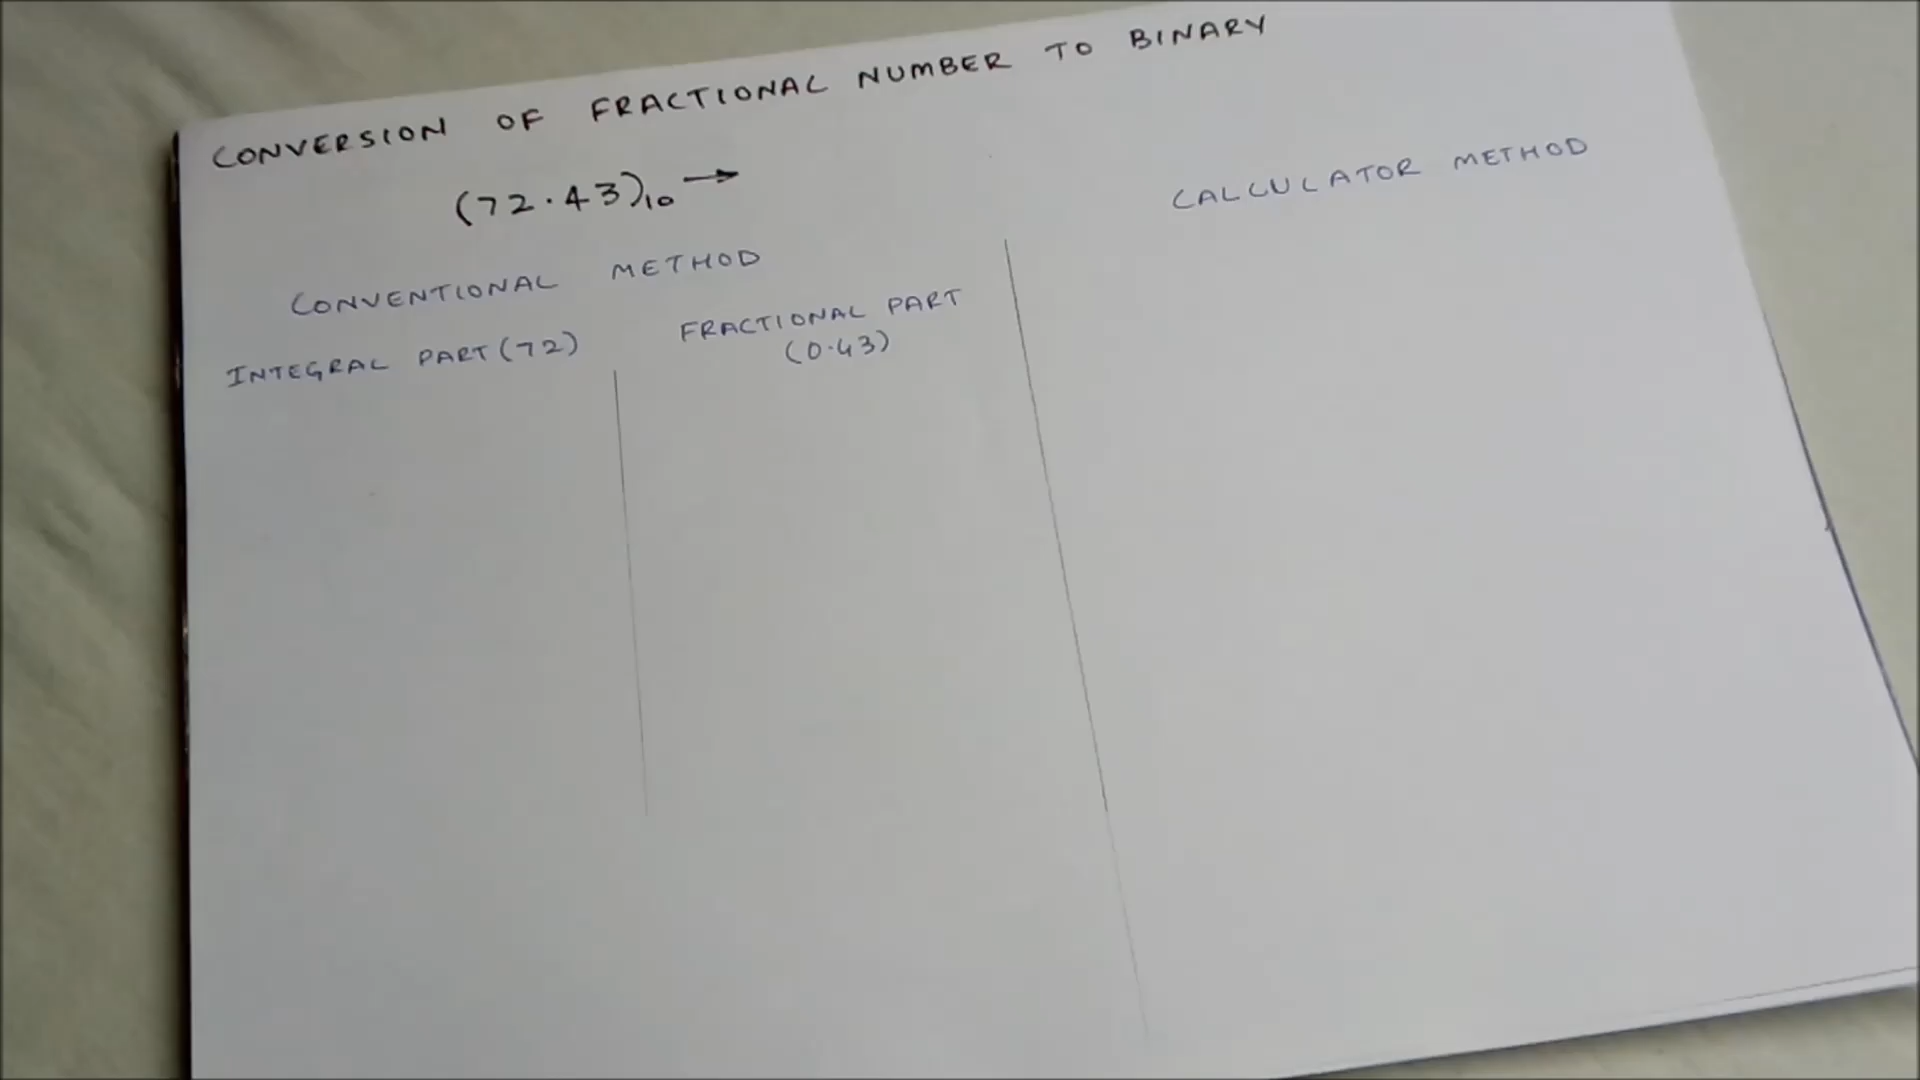 CONVERSION OF FRACTIONAL NUMBER TO BINARY
(72.43)₁₀ →
CONVENTIONAL METHOD
INTEGRAL PART (72)
FRACTIONAL PART
(0.43)
CALCULATOR METHOD